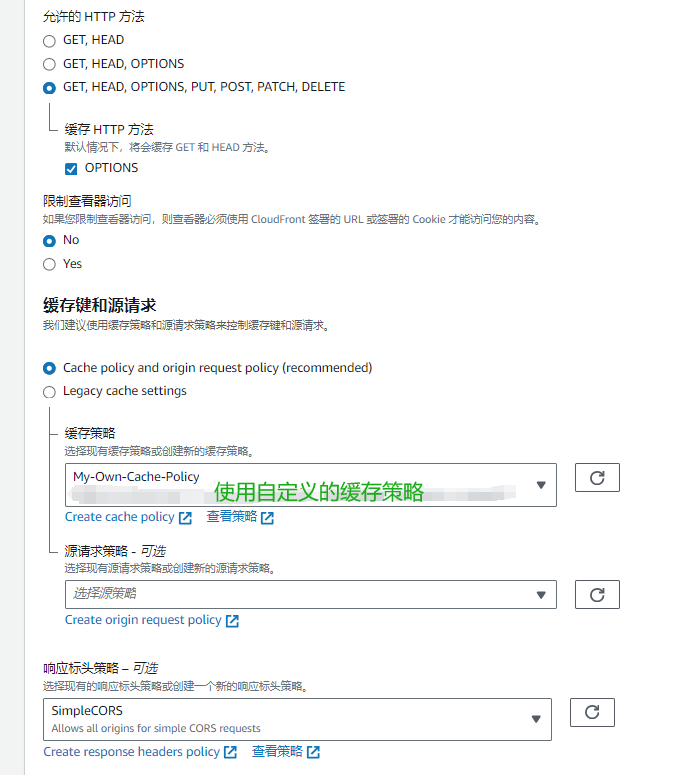 允许的 HTTP 方法
GET, HEAD
GET, HEAD, OPTIONS
GET, HEAD, OPTIONS, PUT, POST, PATCH, DELETE
缓存 HTTP 方法
默认情况下，将会缓存 GET 和 HEAD 方法。
OPTIONS
限制查看器访问
如果您限制查看器访问，则查看器必须使用 CloudFront 签署的 URL 或签署的 Cookie 才能访问您的内容。
No
Yes
缓存键和源请求
我们建议使用缓存策略和源请求策略来控制缓存键和源请求。
Cache policy and origin request policy (recommended)
Legacy cache settings
缓存策略
选择现有缓存策略或创建新的缓存策略。
My-Own-Cache-Policy
使用自定义的缓存策略
Create cache policy 查看策略
源请求策略 - 可选
选择现有源请求策略或创建新的源请求策略。
选择源策略
Create origin request policy
响应标头策略 – 可选
选择现有的响应标头策略或创建一个新的响应标头策略。
SimpleCORS
Allows all origins for simple CORS requests
Create response headers policy 查看策略